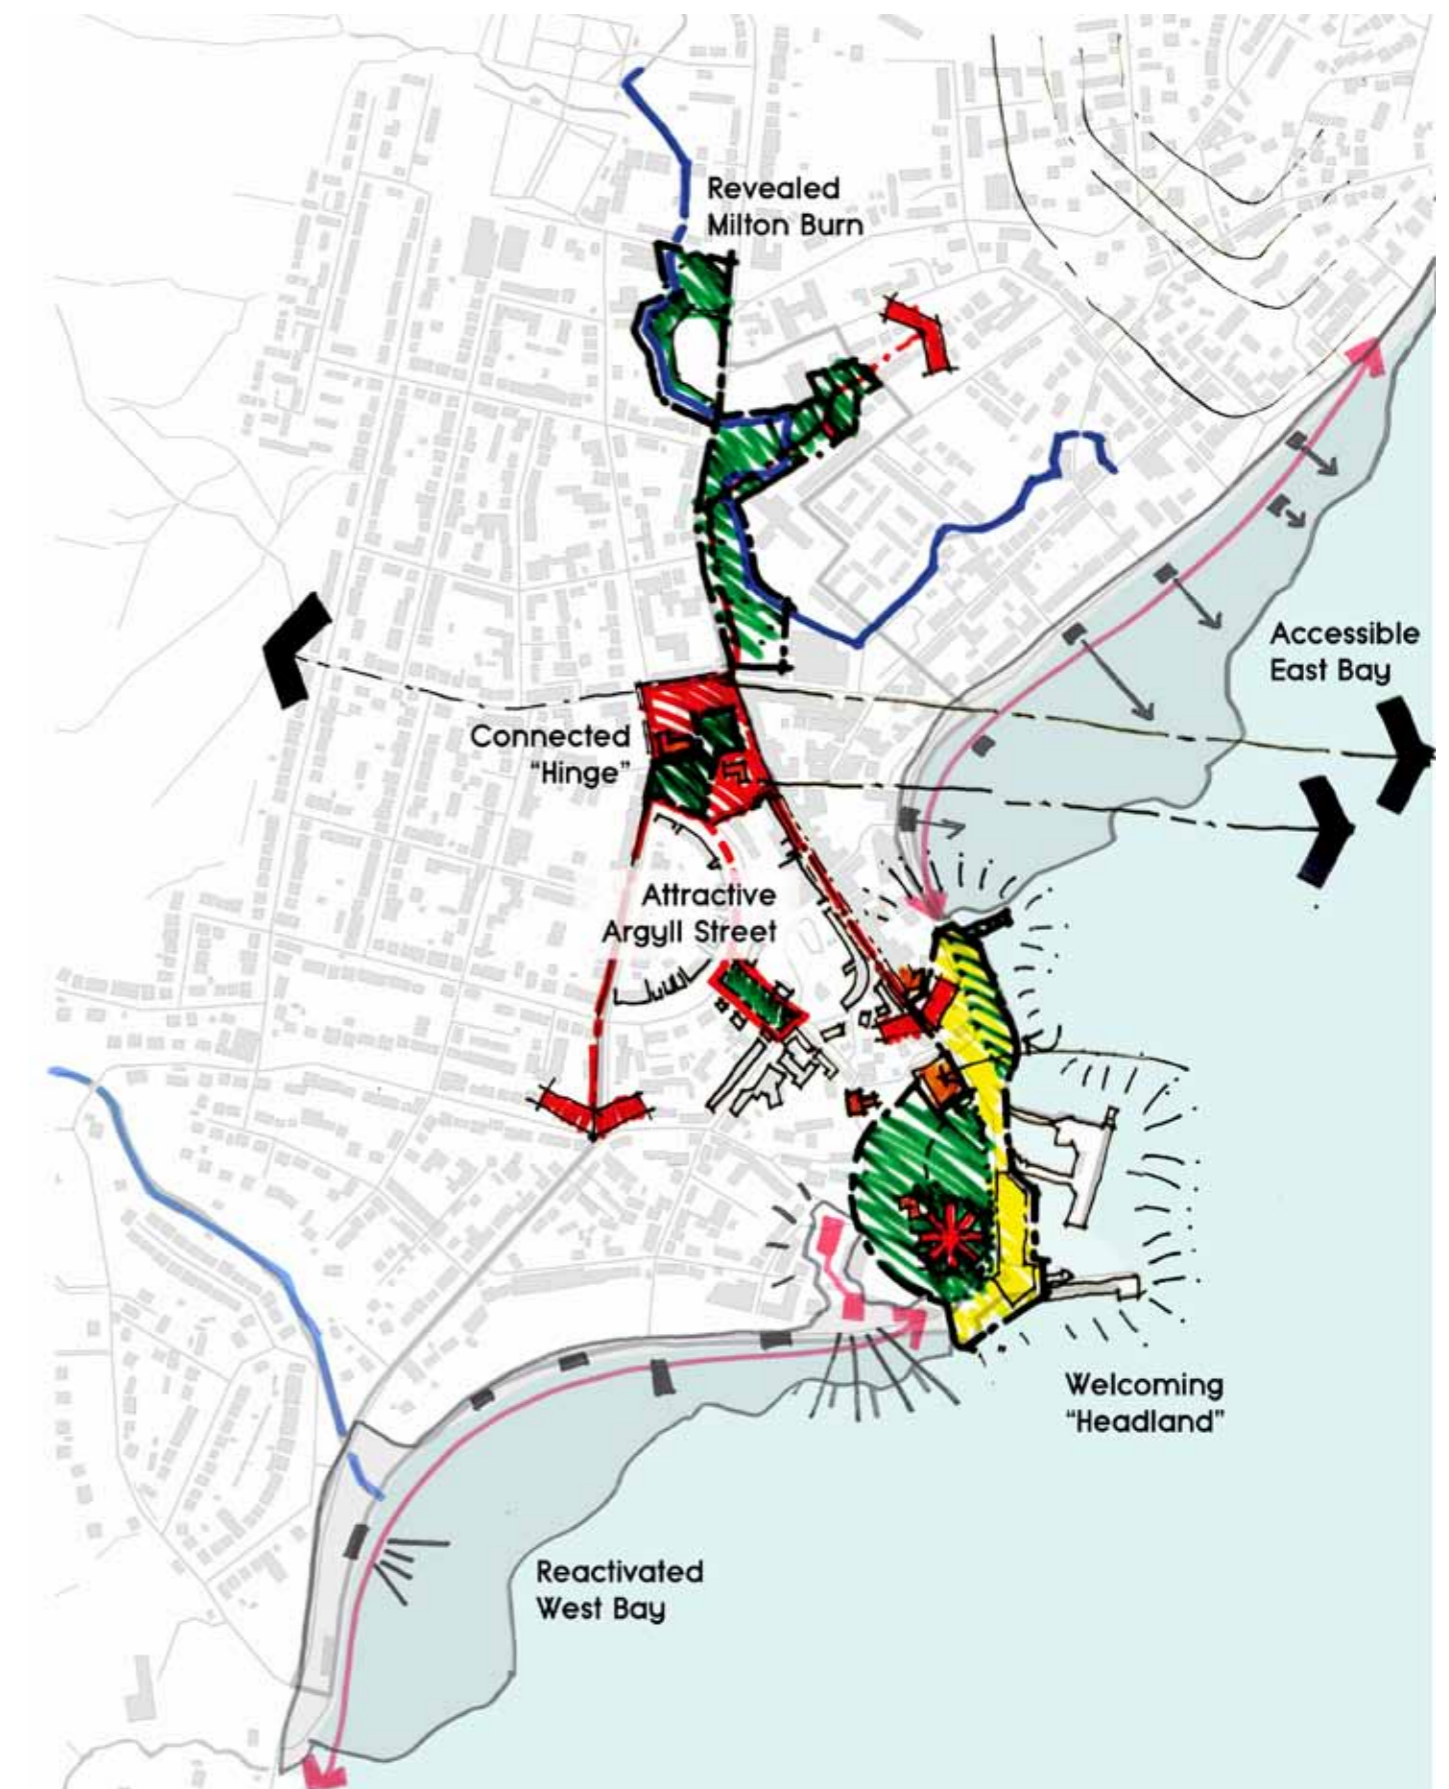 Revealed
Milton Burn
Accessible
East Bay
Connected
“Hinge”
Attractive
Argyll Street
Welcoming
“Headland”
Reactivated
West Bay